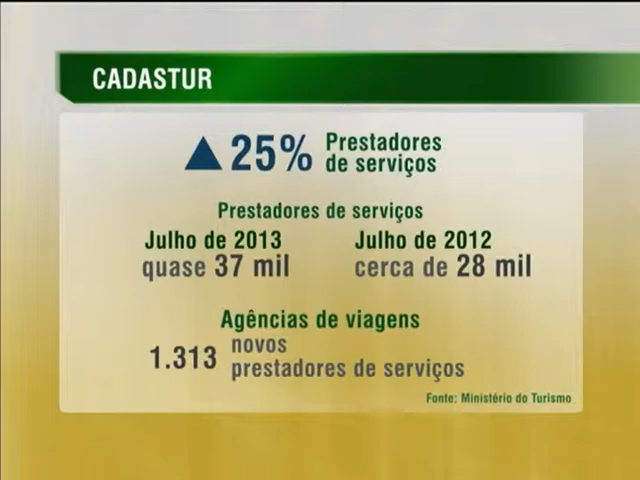 CADASTUR
▲ 25% Prestadores
de serviços
Prestadores de serviços
Julho de 2013 Julho de 2012
quase 37 mil cerca de 28 mil
Agências de viagens
1.313 novos
prestadores de serviços
Fonte: Ministério do Turismo